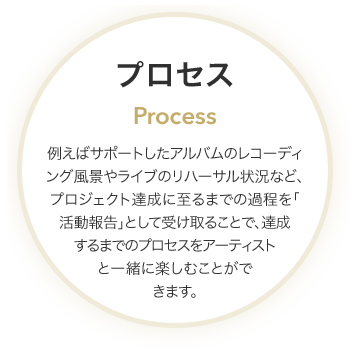 プロセス
Process
例えばサポートしたアルバムのレコーディ
ング風景やライブのリハーサル状況など、
プロジェクト達成に至るまでの過程を「
活動報告」として受け取ることで、達成
するまでのプロセスをアーティスト
と一緒に楽しむことがで
きます。